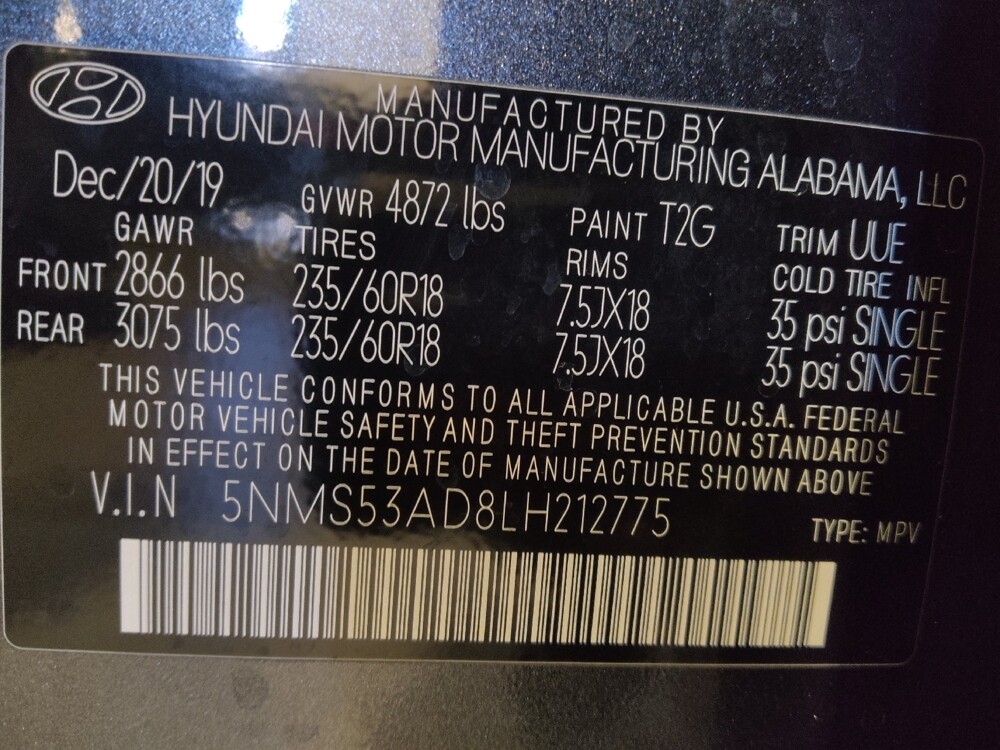 MANUFACTURED BY
HYUNDAI MOTOR MANUFACTURING ALABAMA, LLC
Dec/20/19 GVWR 4872 lbs PAINT T2G TRIM UUE
GAWR TIRES RIMS COLD TIRE INFL
FRONT 2866 lbs 235/60R18 7.5JX18 35 psi SINGLE
REAR 3075 lbs 235/60R18 7.5JX18 35 psi SINGLE
THIS VEHICLE CONFORMS TO ALL APPLICABLE U.S.A. FEDERAL
MOTOR VEHICLE SAFETY AND THEFT PREVENTION STANDARDS
IN EFFECT ON THE DATE OF MANUFACTURE SHOWN ABOVE
V.I.N 5NMS53AD8LH212775 TYPE: MPV